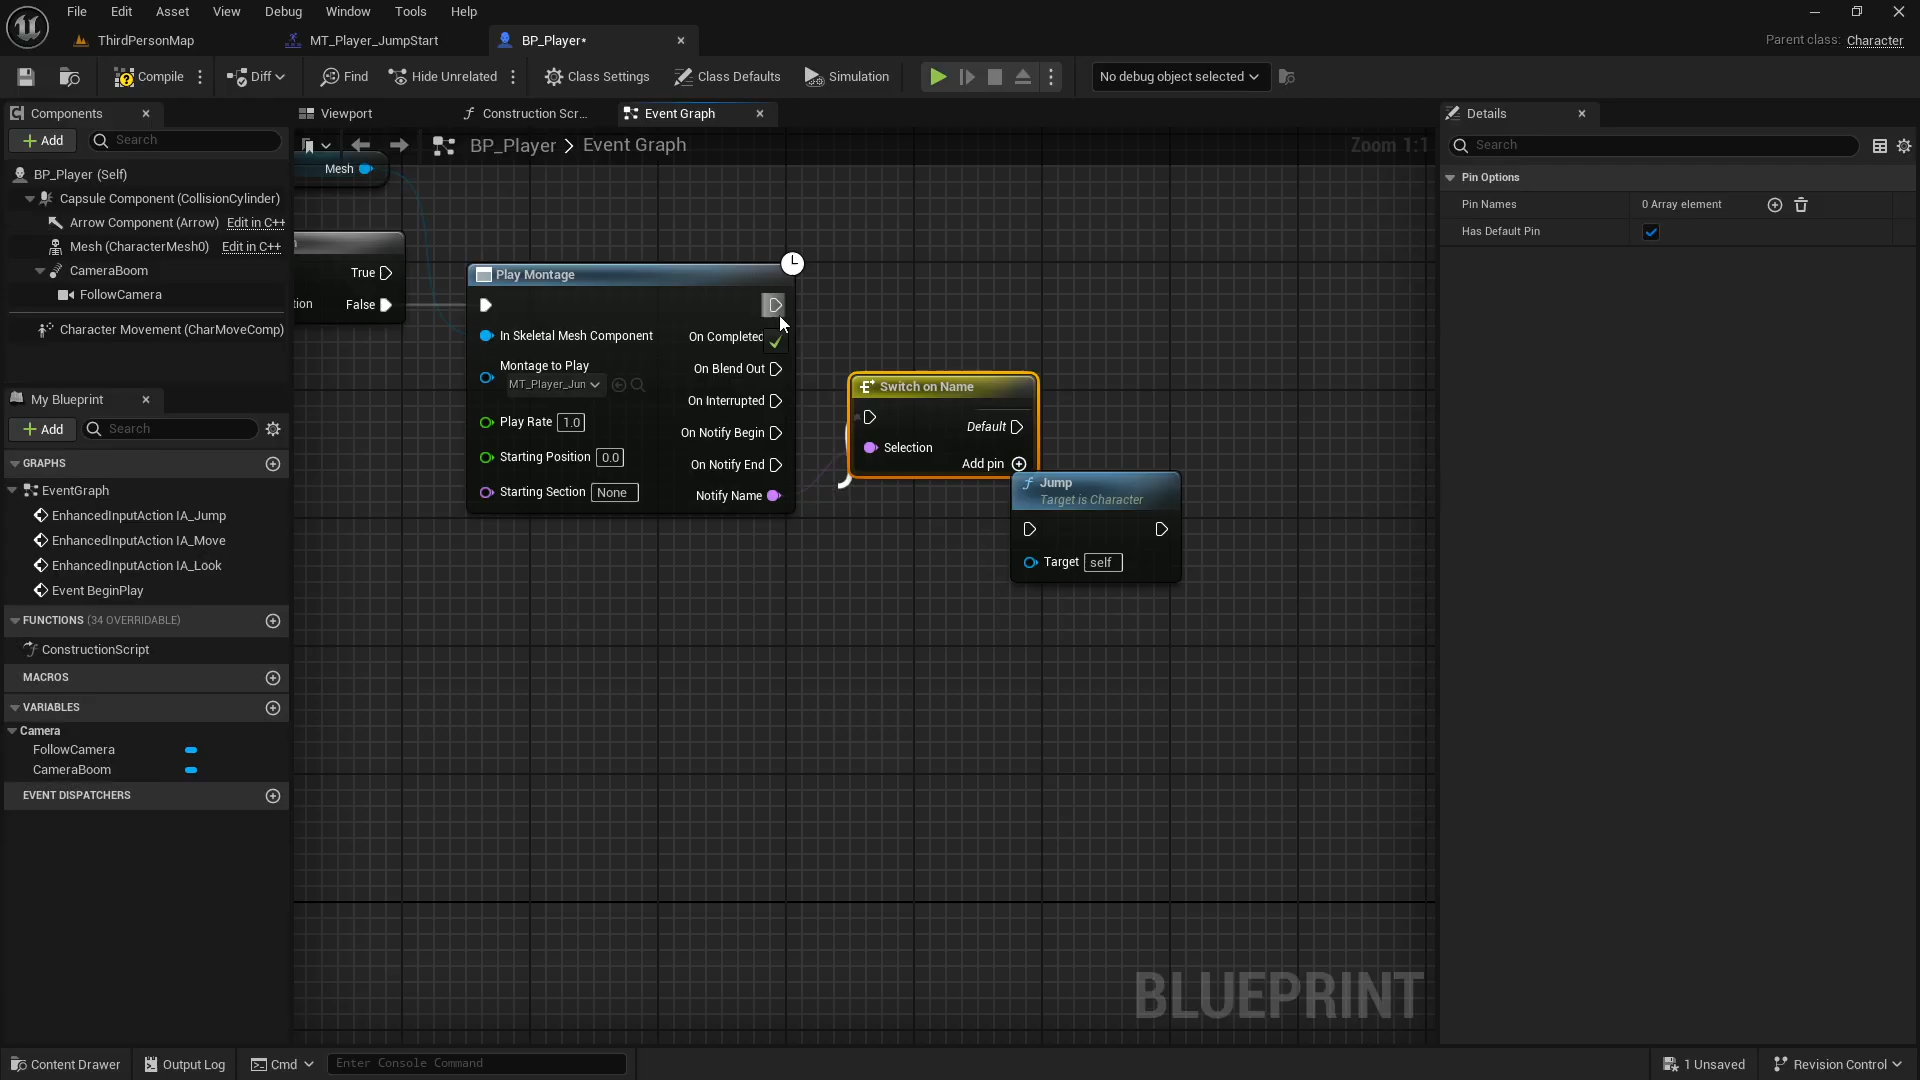 File Edit Asset View Debug Window Tools Help
ThirdPersonMap MT_Player_JumpStart BP_Player* Parent class: Character
Compile Diff Find Hide Unrelated Class Settings Class Defaults Simulation No debug object selected
Components
Add Search
BP_Player (Self)
Capsule Component (CollisionCylinder)
Arrow Component (Arrow) Edit in C++
Mesh (CharacterMesh0) Edit in C++
CameraBoom
FollowCamera
Character Movement (CharMoveComp)
My Blueprint
Add Search
GRAPHS
EventGraph
EnhancedInputAction IA_Jump
EnhancedInputAction IA_Move
EnhancedInputAction IA_Look
Event BeginPlay
FUNCTIONS (34 OVERRIDABLE)
ConstructionScript
MACROS
VARIABLES
Camera
FollowCamera
CameraBoom
EVENT DISPATCHERS
Viewport Construction Scr... Event Graph
BP_Player > Event Graph Zoom 1:1
Mesh
True
tion False
Play Montage
In Skeletal Mesh Component On Completed
Montage to Play
MT_Player_Jun On Blend Out
On Interrupted
Play Rate 1.0 On Notify Begin
Starting Position 0.0 On Notify End
Starting Section None Notify Name
Switch on Name
Default
Selection
Add pin
Jump
Target is Character
Target self
BLUEPRINT
Details
Search
Pin Options
Pin Names 0 Array element
Has Default Pin
Content Drawer Output Log Cmd Enter Console Command 1 Unsaved Revision Control